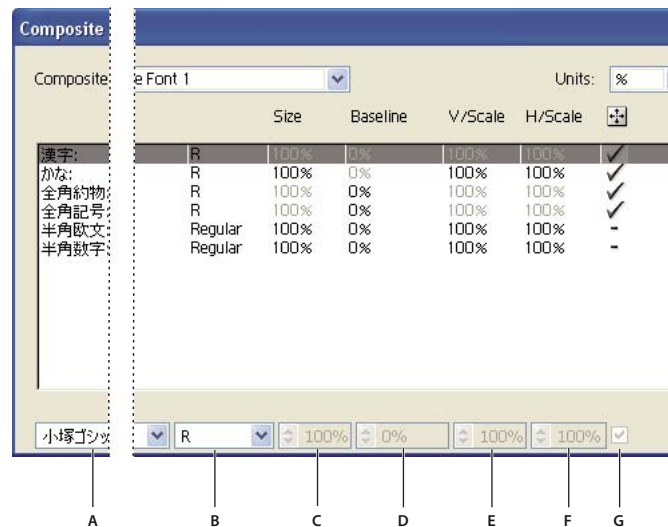 Composite
Composite e Font 1 Units: %
Size Baseline V/Scale H/Scale
漢字: R 100% 0% 100% 100%
かな: R 100% 0% 100% 100%
全角約物: R 100% 0% 100% 100%
全角記号: R 100% 0% 100% 100%
半角欧文: Regular 100% 0% 100% 100%
半角数字: Regular 100% 0% 100% 100%
小塚ゴシッ R 100% 0% 100% 100%
A B C D E F G